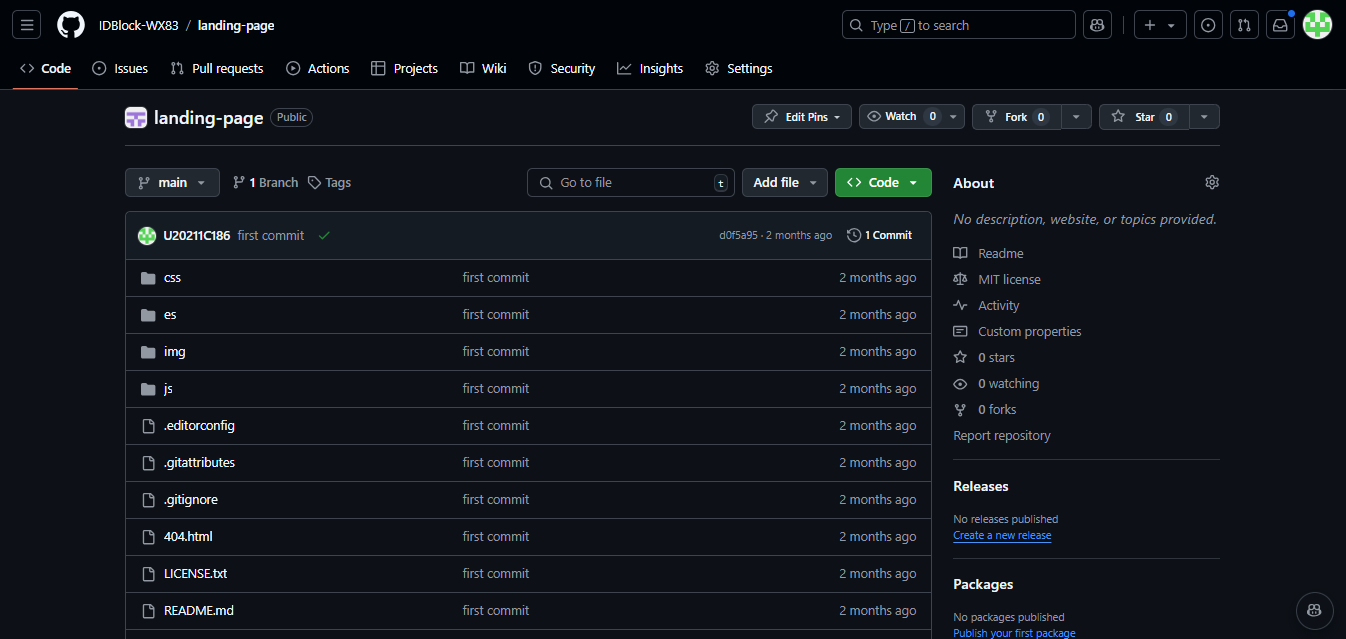 IDBlock-WX83 / landing-page
Type / to search
Code Issues Pull requests Actions Projects Wiki Security Insights Settings
landing-page Public
Edit Pins Watch 0 Fork 0 Star 0
main 1 Branch Tags Go to file t Add file Code
U20211C186 first commit d0f5a95 · 2 months ago 1 Commit
css first commit 2 months ago
es first commit 2 months ago
img first commit 2 months ago
js first commit 2 months ago
.editorconfig first commit 2 months ago
.gitattributes first commit 2 months ago
.gitignore first commit 2 months ago
404.html first commit 2 months ago
LICENSE.txt first commit 2 months ago
README.md first commit 2 months ago
About
No description, website, or topics provided.
Readme
MIT license
Activity
Custom properties
0 stars
0 watching
0 forks
Report repository
Releases
No releases published
Create a new release
Packages
No packages published
Publish your first package